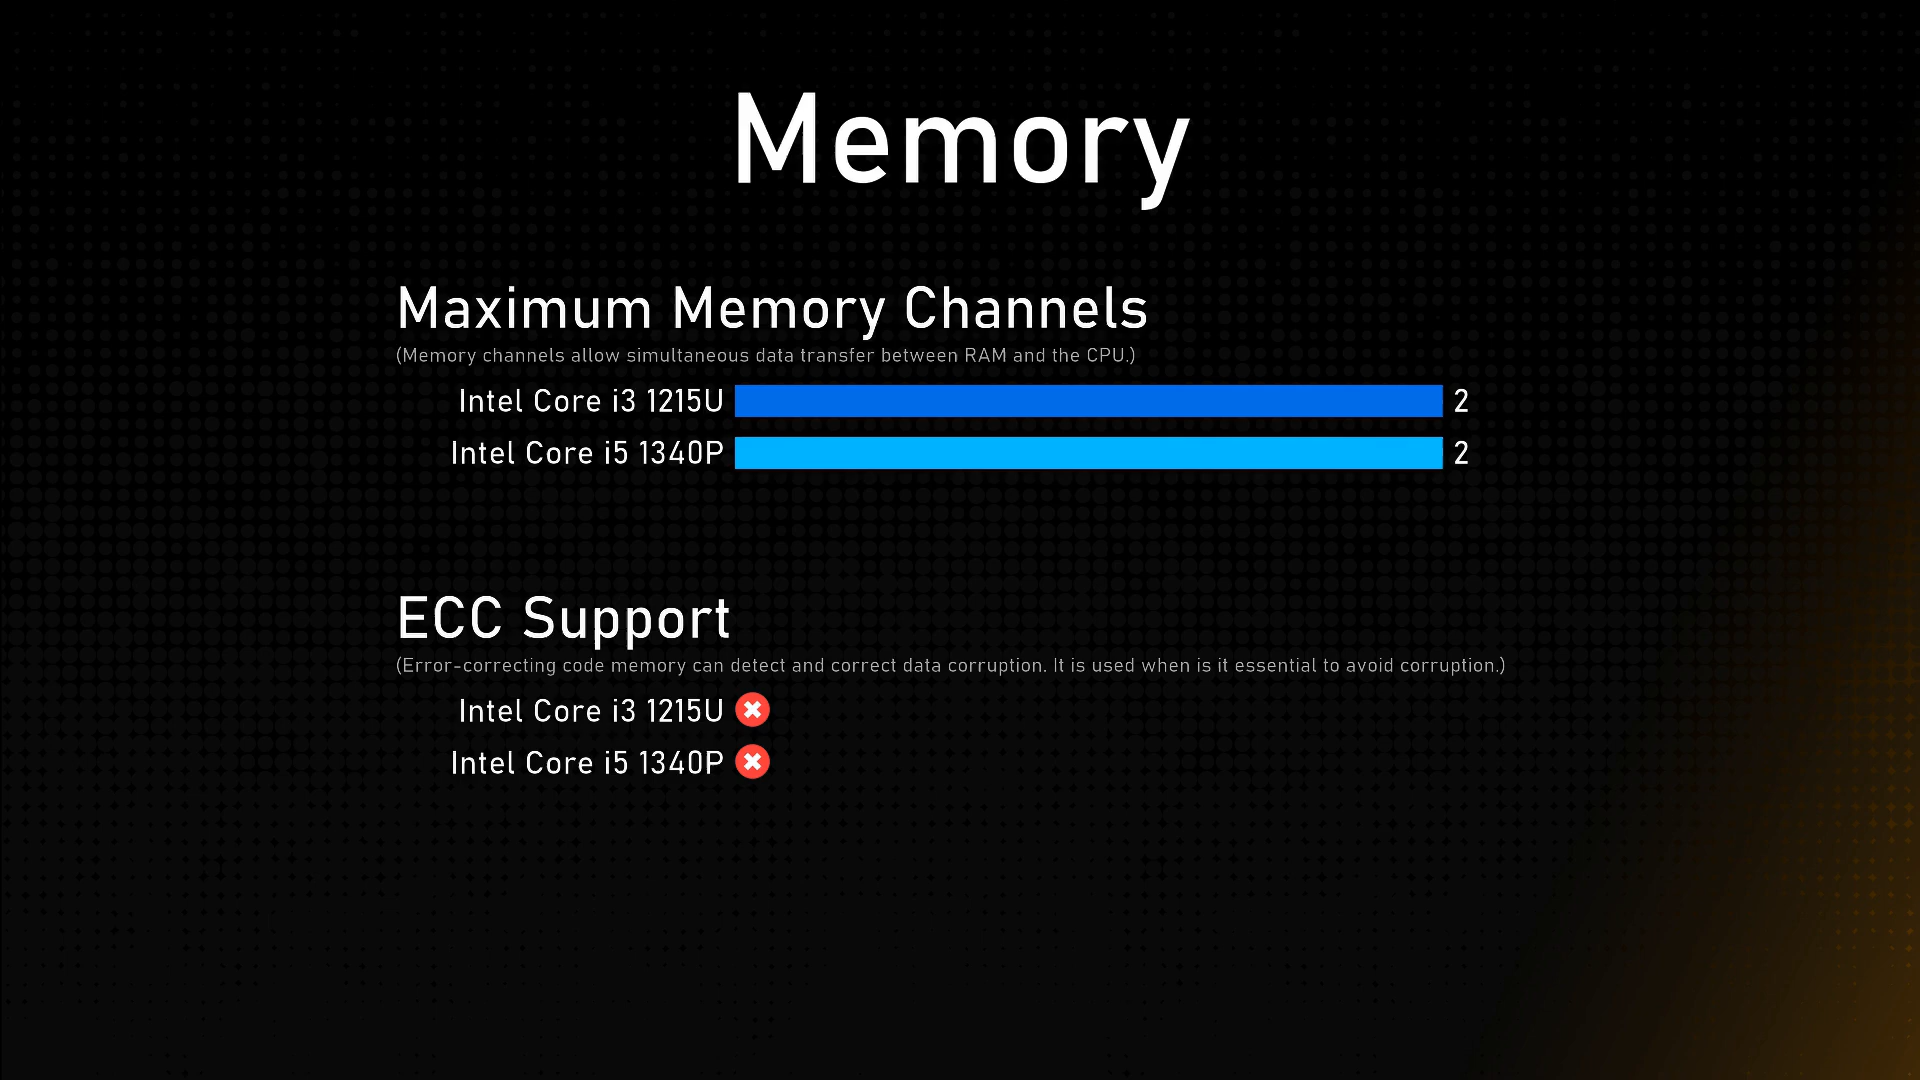 Memory
Maximum Memory Channels
(Memory channels allow simultaneous data transfer between RAM and the CPU.)
Intel Core i3 1215U 2
Intel Core i5 1340P 2
ECC Support
(Error-correcting code memory can detect and correct data corruption. It is used when is it essential to avoid corruption.)
Intel Core i3 1215U
Intel Core i5 1340P